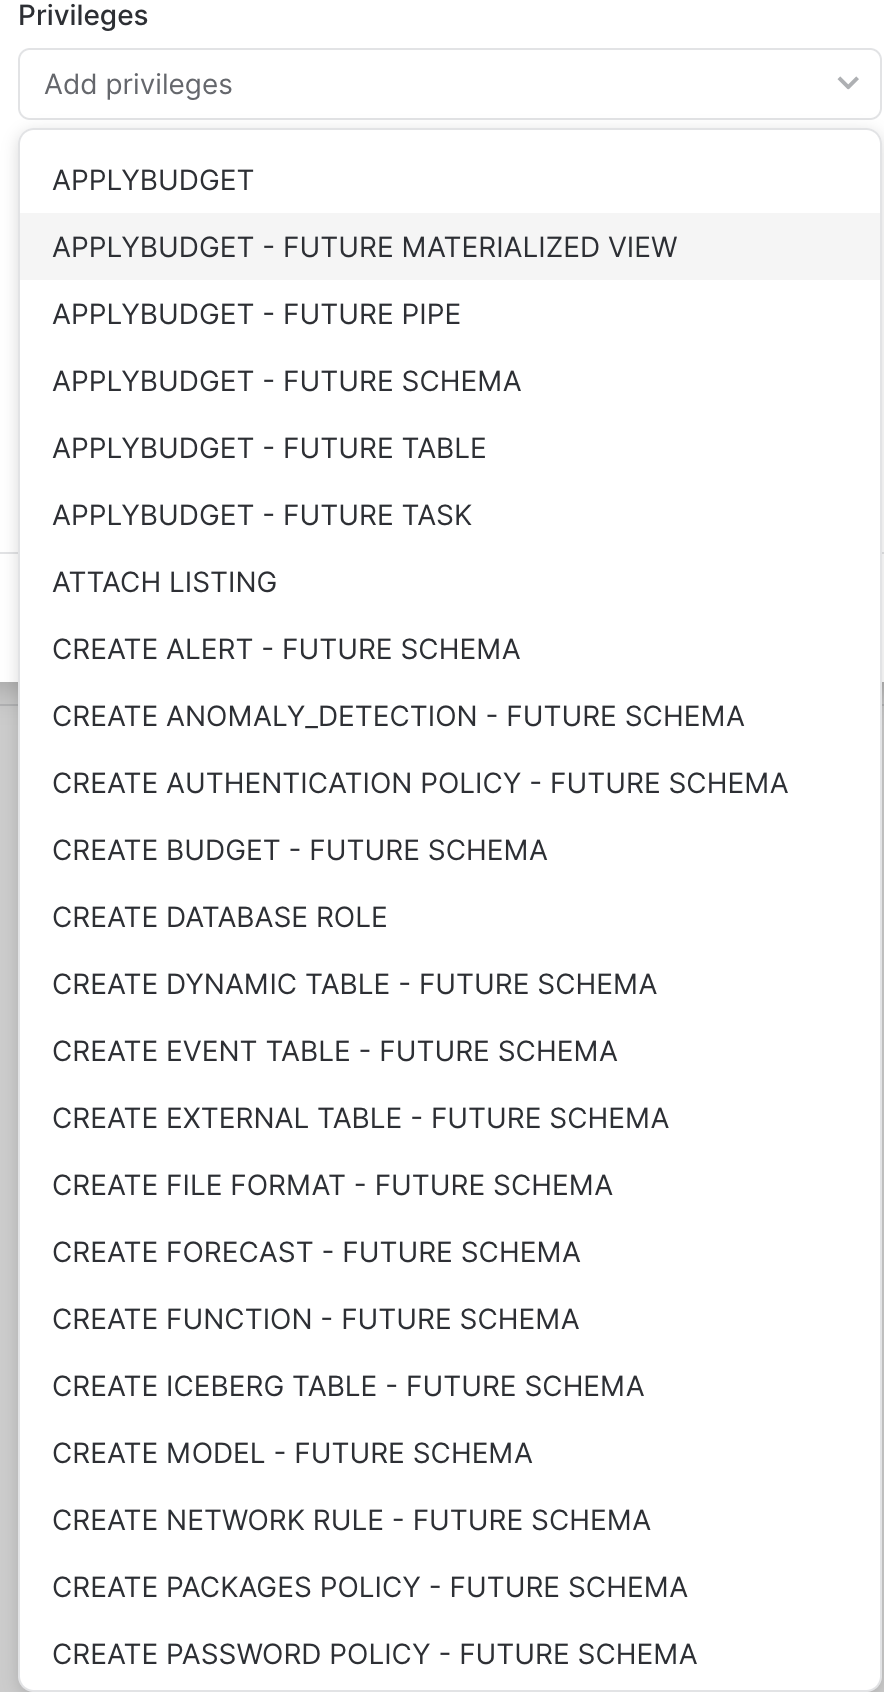 Privileges
Add privileges
APPLYBUDGET
APPLYBUDGET - FUTURE MATERIALIZED VIEW
APPLYBUDGET - FUTURE PIPE
APPLYBUDGET - FUTURE SCHEMA
APPLYBUDGET - FUTURE TABLE
APPLYBUDGET - FUTURE TASK
ATTACH LISTING
CREATE ALERT - FUTURE SCHEMA
CREATE ANOMALY_DETECTION - FUTURE SCHEMA
CREATE AUTHENTICATION POLICY - FUTURE SCHEMA
CREATE BUDGET - FUTURE SCHEMA
CREATE DATABASE ROLE
CREATE DYNAMIC TABLE - FUTURE SCHEMA
CREATE EVENT TABLE - FUTURE SCHEMA
CREATE EXTERNAL TABLE - FUTURE SCHEMA
CREATE FILE FORMAT - FUTURE SCHEMA
CREATE FORECAST - FUTURE SCHEMA
CREATE FUNCTION - FUTURE SCHEMA
CREATE ICEBERG TABLE - FUTURE SCHEMA
CREATE MODEL - FUTURE SCHEMA
CREATE NETWORK RULE - FUTURE SCHEMA
CREATE PACKAGES POLICY - FUTURE SCHEMA
CREATE PASSWORD POLICY - FUTURE SCHEMA